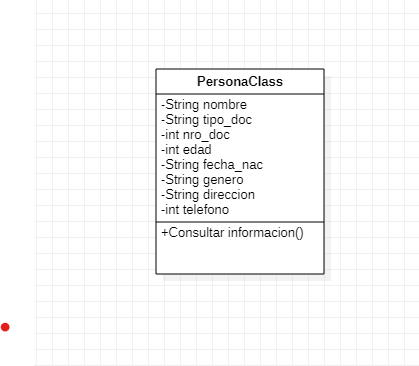 PersonaClass
-String nombre
-String tipo_doc
-int nro_doc
-int edad
-String fecha_nac
-String genero
-String direccion
-int telefono
+Consultar informacion()